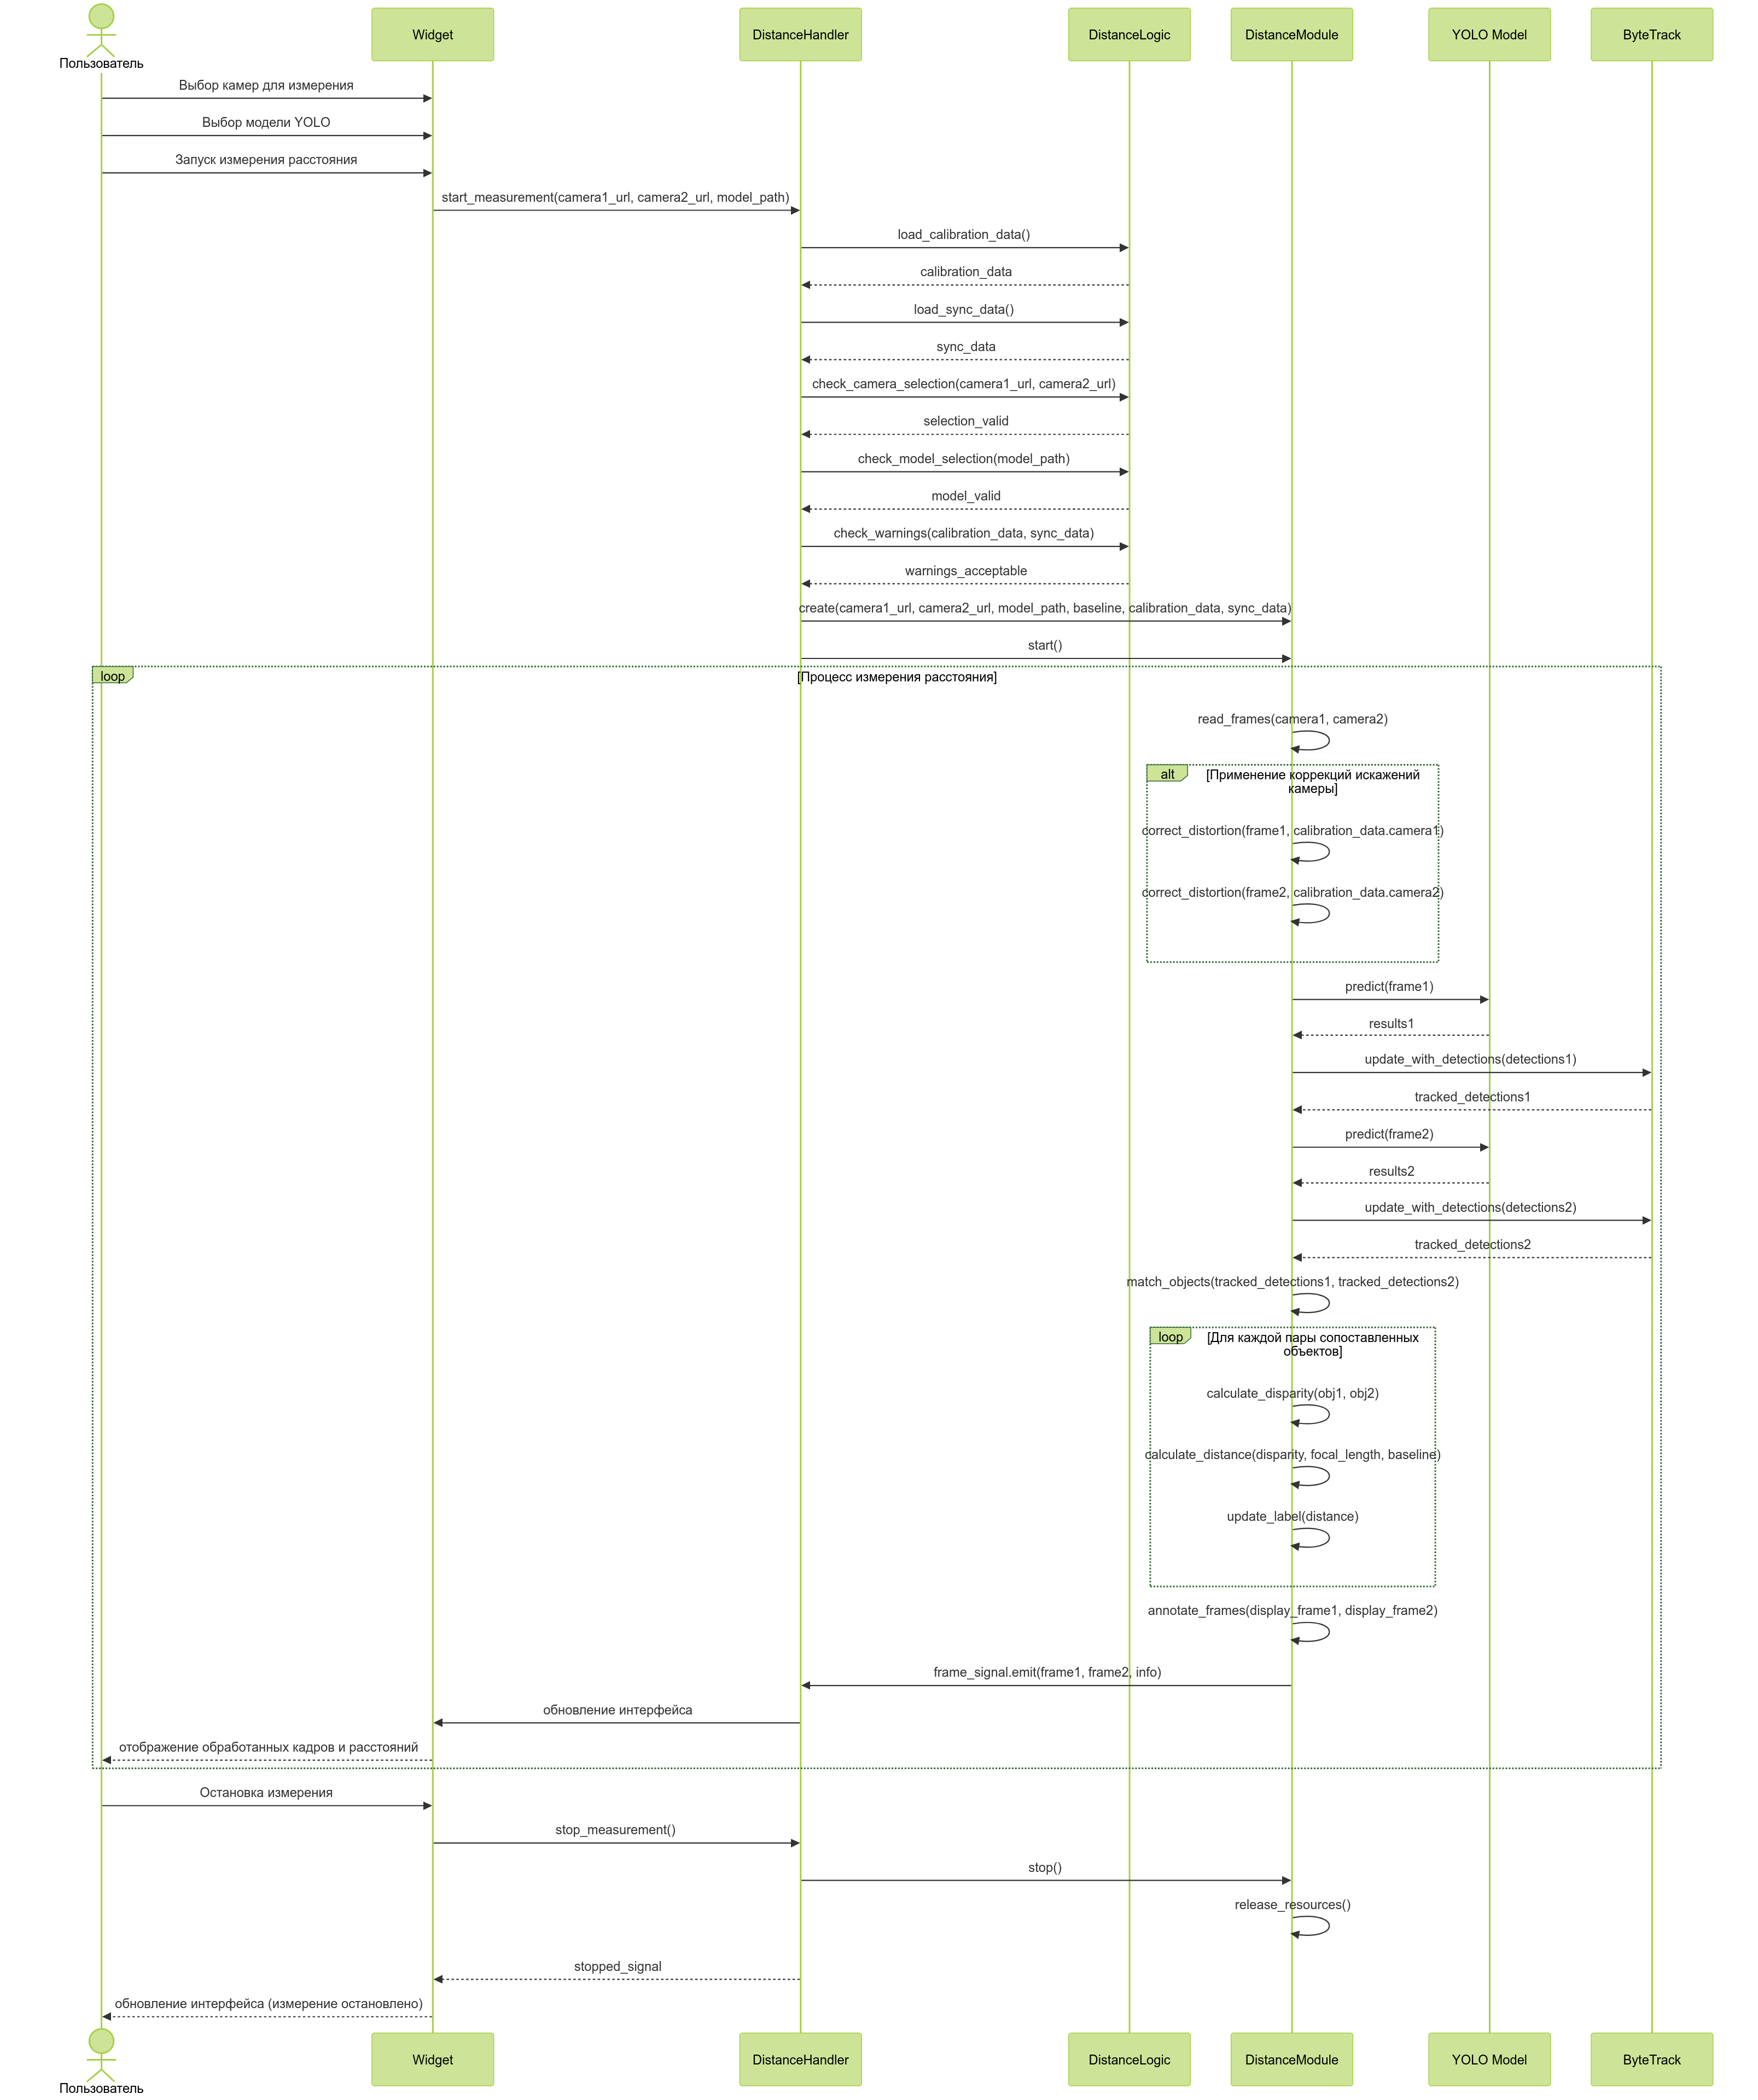 Пользователь
Widget
DistanceHandler
DistanceLogic
DistanceModule
YOLO Model
ByteTrack
Выбор камер для измерения
Выбор модели YOLO
Запуск измерения расстояния
start_measurement(camera1_url, camera2_url, model_path)
load_calibration_data()
calibration_data
load_sync_data()
sync_data
check_camera_selection(camera1_url, camera2_url)
selection_valid
check_model_selection(model_path)
model_valid
check_warnings(calibration_data, sync_data)
warnings_acceptable
create(camera1_url, camera2_url, model_path, baseline, calibration_data, sync_data)
start()
loop
[Процесс измерения расстояния]
read_frames(camera1, camera2)
alt
[Применение коррекций искажений
камеры]
correct_distortion(frame1, calibration_data.camera1)
correct_distortion(frame2, calibration_data.camera2)
predict(frame1)
results1
update_with_detections(detections1)
tracked_detections1
predict(frame2)
results2
update_with_detections(detections2)
tracked_detections2
match_objects(tracked_detections1, tracked_detections2)
loop
[Для каждой пары сопоставленных
объектов]
calculate_disparity(obj1, obj2)
calculate_distance(disparity, focal_length, baseline)
update_label(distance)
annotate_frames(display_frame1, display_frame2)
frame_signal.emit(frame1, frame2, info)
обновление интерфейса
отображение обработанных кадров и расстояний
Остановка измерения
stop_measurement()
stop()
release_resources()
stopped_signal
обновление интерфейса (измерение остановлено)
Пользователь
Widget
DistanceHandler
DistanceLogic
DistanceModule
YOLO Model
ByteTrack